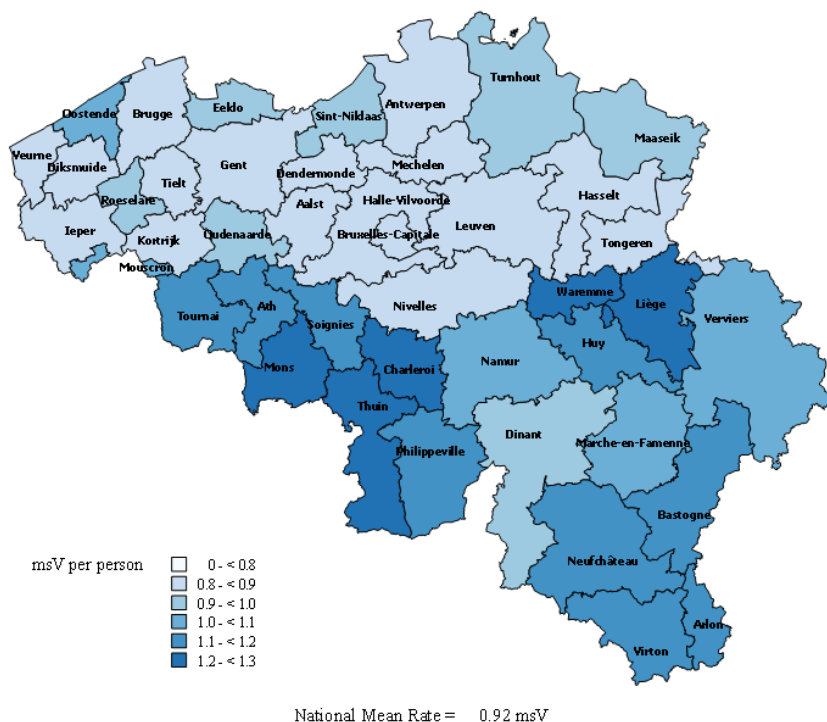 Turnhout
Antwerpen
Oostende
Brugge
Eeklo
Sint-Niklaas
Maaseik
Veurne
Diksmuide
Tielt
Gent
Dendermonde
Mechelen
Roeselare
Aalst
Halle-Vilvoorde
Hasselt
Ieper
Kortrijk
Oudenaarde
Bruxelles-Capitale
Leuven
Tongeren
Mouscron
Tournai
Ath
Soignies
Nivelles
Waremme
Liège
Verviers
Mons
Charleroi
Namur
Huy
Thuin
Dinant
Marche-en-Famenne
Philippeville
Bastogne
Neufchâteau
Arlon
Virton
msV per person
0 - < 0.8
0.8 - < 0.9
0.9 - < 1.0
1.0 - < 1.1
1.1 - < 1.2
1.2 - < 1.3
National Mean Rate = 0.92 msV